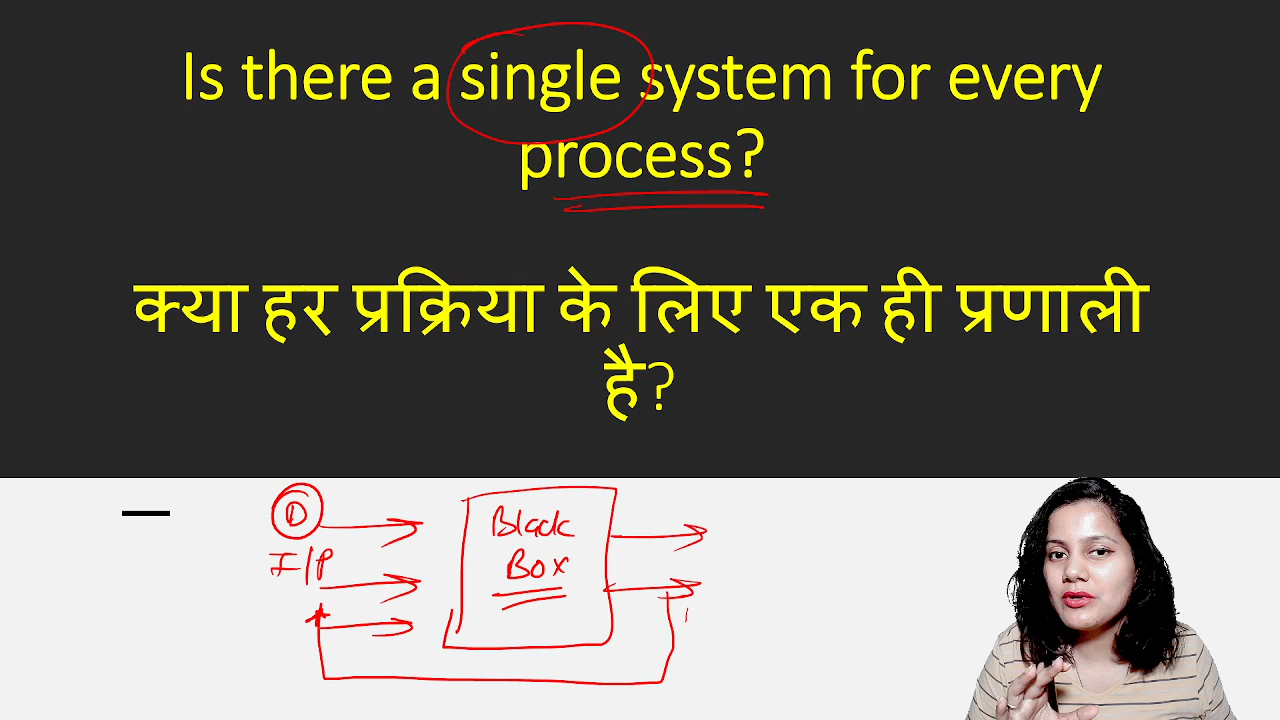 Is there a single system for every
process?
क्या हर प्रक्रिया के लिए एक ही प्रणाली
है?
D
I/P
Black
Box